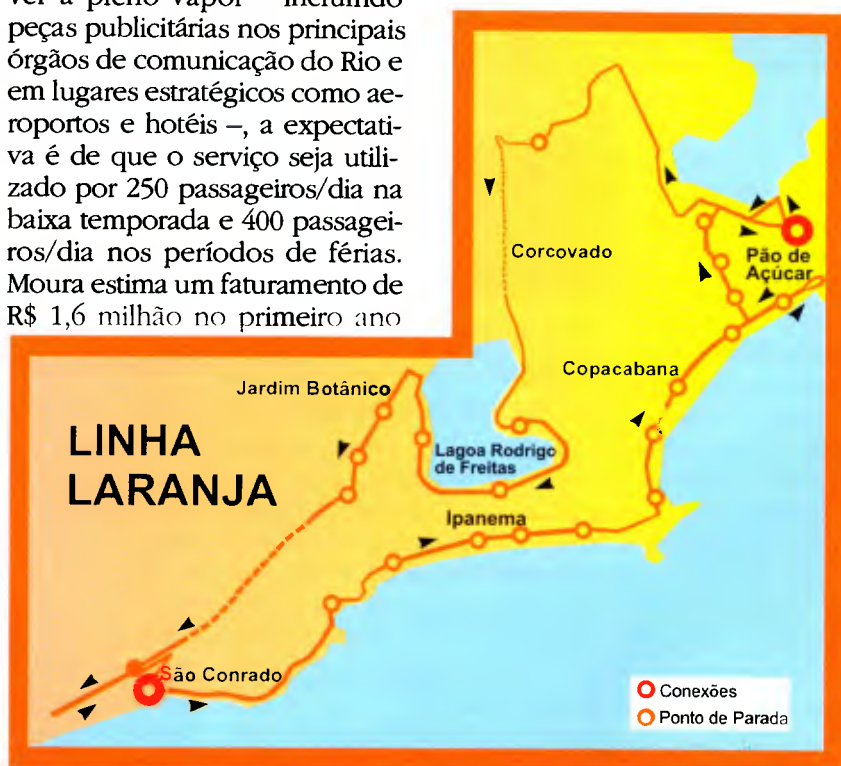 ver a pleno vapor – incluindo
peças publicitárias nos principais
órgãos de comunicação do Rio e
em lugares estratégicos como ae-
roportos e hotéis –, a expectati-
va é de que o serviço seja utili-
zado por 250 passageiros/dia na
baixa temporada e 400 passagei-
ros/dia nos períodos de férias.
Moura estima um faturamento de
R$ 1,6 milhão no primeiro ano
Corcovado
Pão de
Açúcar
Copacabana
Jardim Botânico
LINHA
LARANJA
Lagoa Rodrigo
de Freitas
Ipanema
São Conrado
Conexões
Ponto de Parada